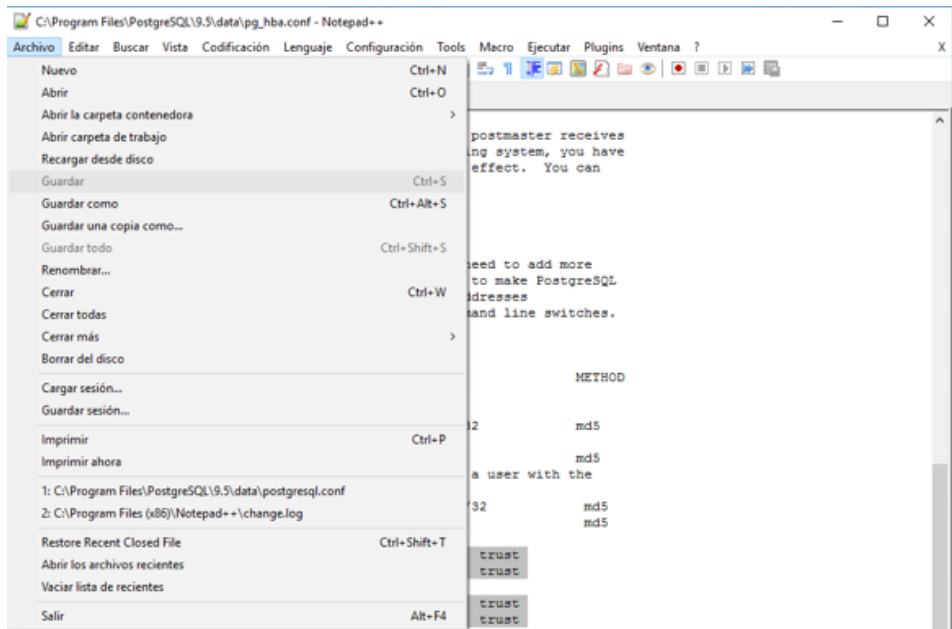 C:\Program Files\PostgreSQL\9.5\data\pg_hba.conf - Notepad++
Archivo Editar Buscar Vista Codificación Lenguaje Configuración Tools Macro Ejecutar Plugins Ventana ? X
Nuevo Ctrl+N
Abrir Ctrl+O
Abrir la carpeta contenedora
Abrir carpeta de trabajo
Recargar desde disco
Guardar Ctrl+S
Guardar como Ctrl+Alt+S
Guardar una copia como...
Guardar todo Ctrl+Shift+S
Renombrar...
Cerrar Ctrl+W
Cerrar todas
Cerrar más
Borrar del disco
Cargar sesión...
Guardar sesión...
Imprimir Ctrl+P
Imprimir ahora
1: C:\Program Files\PostgreSQL\9.5\data\postgresql.conf
2: C:\Program Files (x86)\Notepad++\change.log
Restore Recent Closed File Ctrl+Shift+T
Abrir los archivos recientes
Vaciar lista de recientes
Salir Alt+F4
postmaster receives
ing system, you have
effect. You can
need to add more
to make PostgreSQL
ddresses
mand line switches.
METHOD
32 md5
md5
a user with the
/32 md5
md5
trust
trust
trust
trust